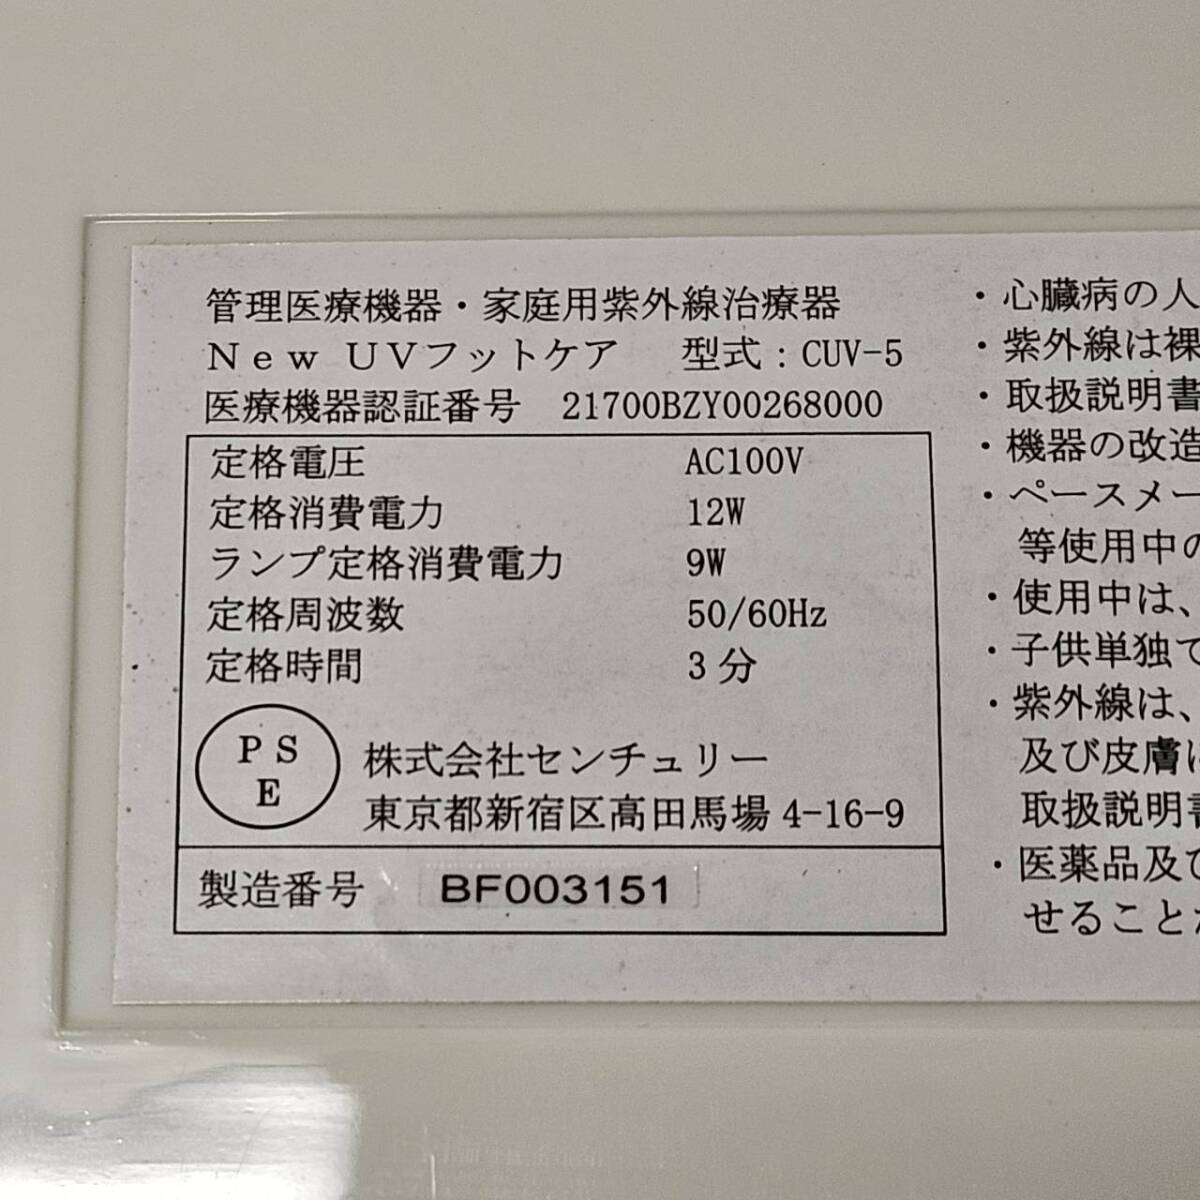 管理医療機器・家庭用紫外線治療器
New UVフットケア 型式：CUV-5
医療機器認証番号 21700BZY00268000
定格電圧 AC100V
定格消費電力 12W
ランプ定格消費電力 9W
定格周波数 50/60Hz
定格時間 3分
PS
E
株式会社センチュリー
東京都新宿区高田馬場4-16-9
製造番号 BF003151
・心臓病の人
・紫外線は裸
・取扱説明書
・機器の改造
・ペースメー
等使用中の
・使用中は、
・子供単独で
・紫外線は、
及び皮膚に
取扱説明書
・医薬品及び
せることが